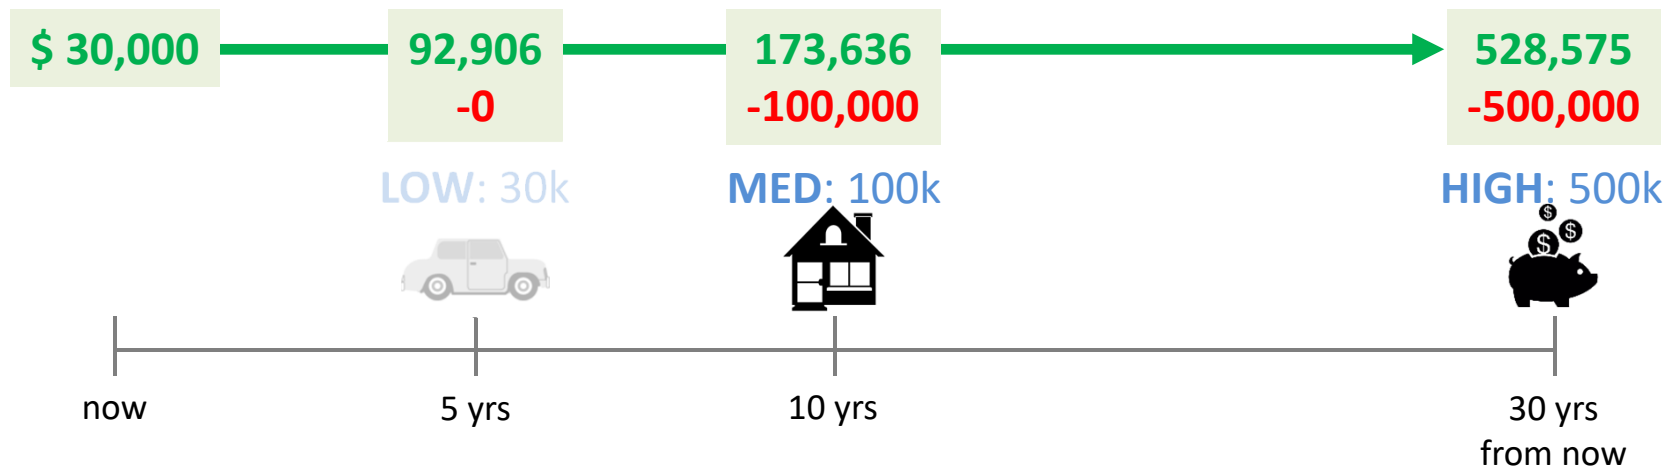 $ 30,000
92,906
-0
173,636
-100,000
528,575
-500,000
LOW: 30k
MED: 100k
HIGH: 500k
$
$
$
now
5 yrs
10 yrs
30 yrs
from now